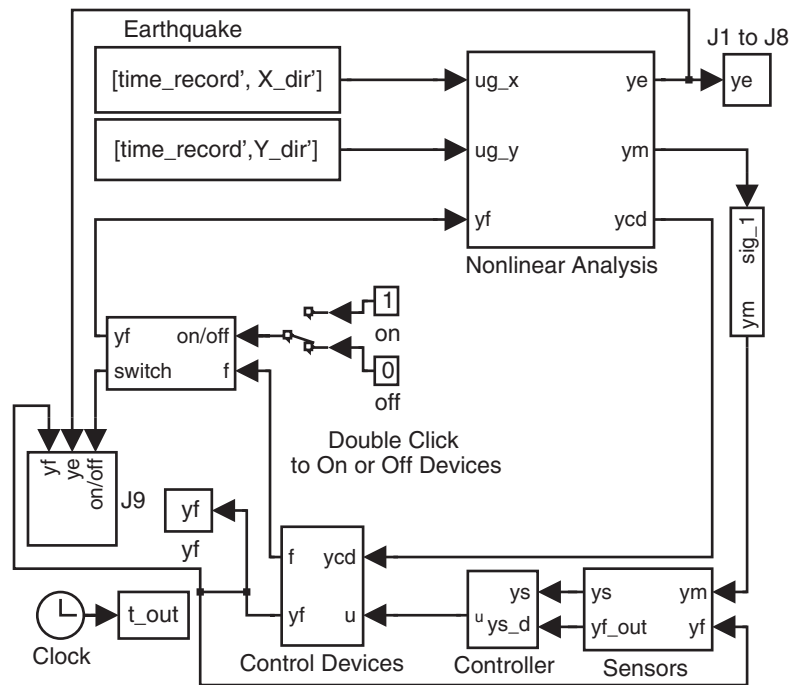 Earthquake
J1 to J8
[time_record', X_dir']
ug_x
ye
ye
[time_record',Y_dir']
ug_y
ym
yf
ycd
sig_1
ym
Nonlinear Analysis
1
on
yf
on/off
switch
f
0
off
Double Click
to On or Off Devices
yf
ye
on/off
J9
yf
yf
f
ycd
yf
u
Control Devices
ys
u
ys_d
Controller
ys
ym
yf_out
yf
Sensors
t_out
Clock